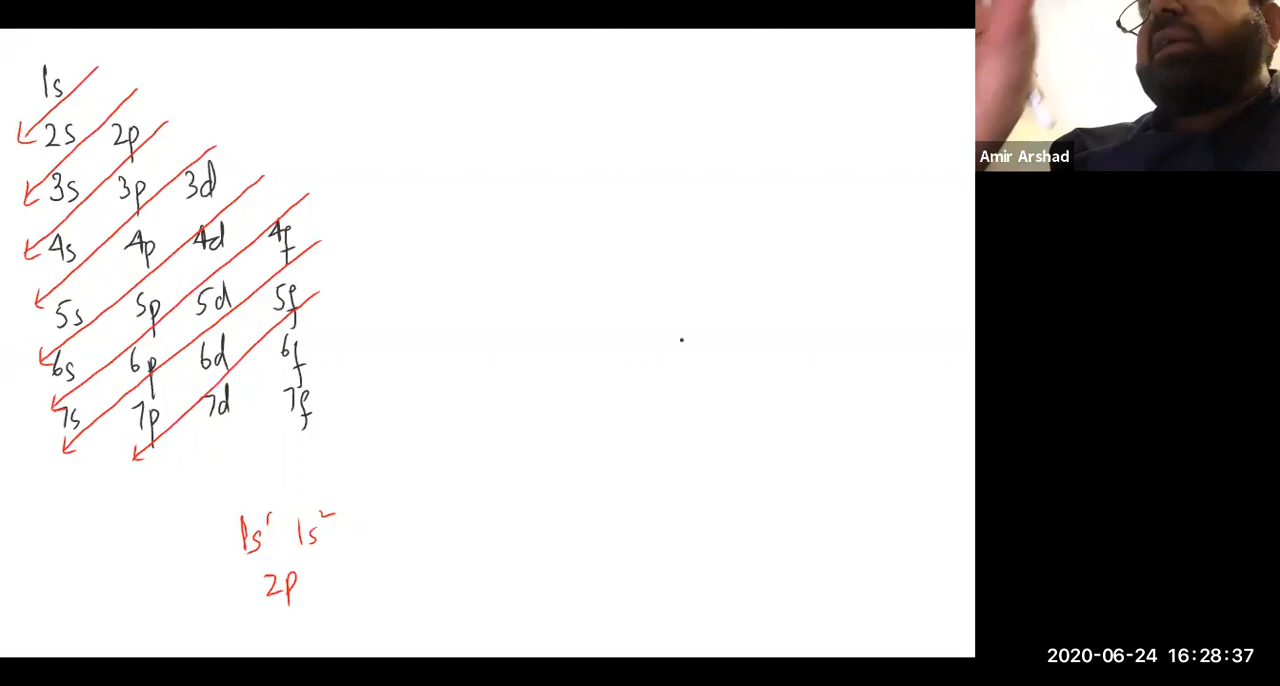 1s
2s 2p
3s 3p 3d
4s 4p 4d 4f
5s 5p 5d 5f
6s 6p 6d 6f
7s 7p 7d 7f
1s¹ 1s²
2p
Amir Arshad
2020-06-24 16:28:37